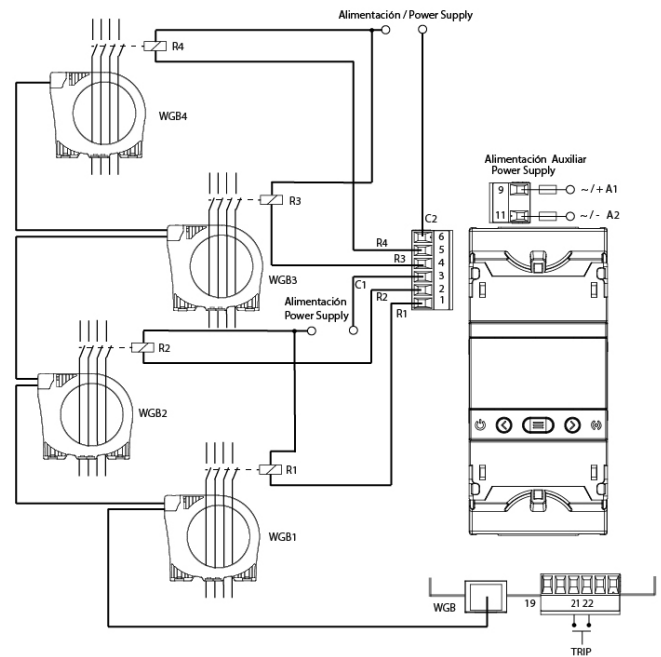 Alimentación / Power Supply
R4
WGB4
Alimentación Auxiliar
Power Supply
9
~ / + A1
11
~ / - A2
R3
C2
6
R4
5
R3
4
WGB3
C1
3
Alimentación
Power Supply
R2
2
R1
1
R2
WGB2
R1
WGB1
WGB
19
21 22
TRIP